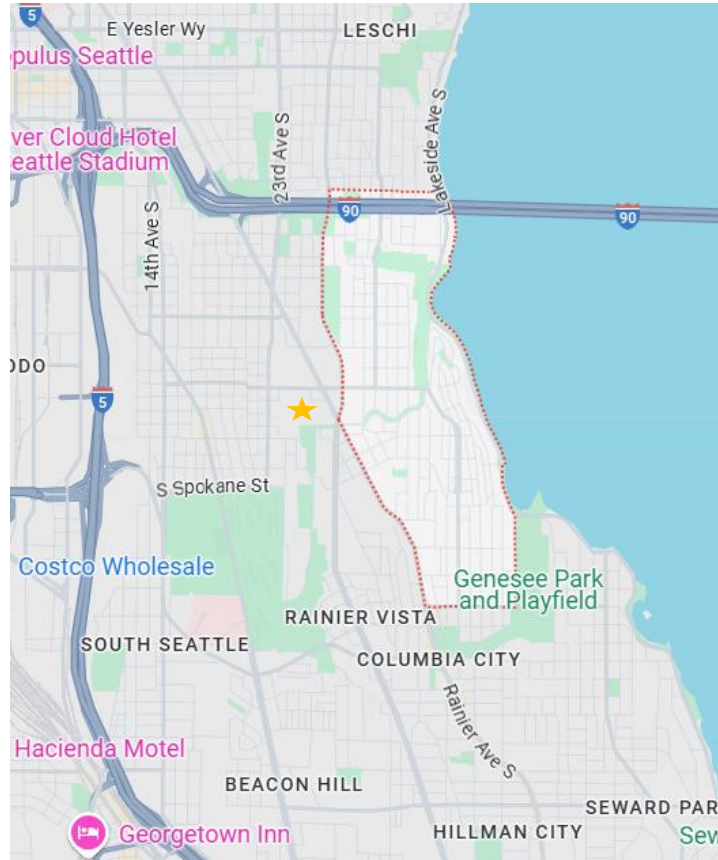 5
E Yesler Wy
LESCHI
opulus Seattle
ver Cloud Hotel
eattle Stadium
23rd Ave S
Lakeside Ave S
90
90
14th Ave S
ODO
5
S Spokane St
Costco Wholesale
Genesee Park
and Playfield
RAINIER VISTA
SOUTH SEATTLE
COLUMBIA CITY
Rainier Ave S
Hacienda Motel
BEACON HILL
SEWARD PAR
Georgetown Inn
HILLMAN CITY
Sew